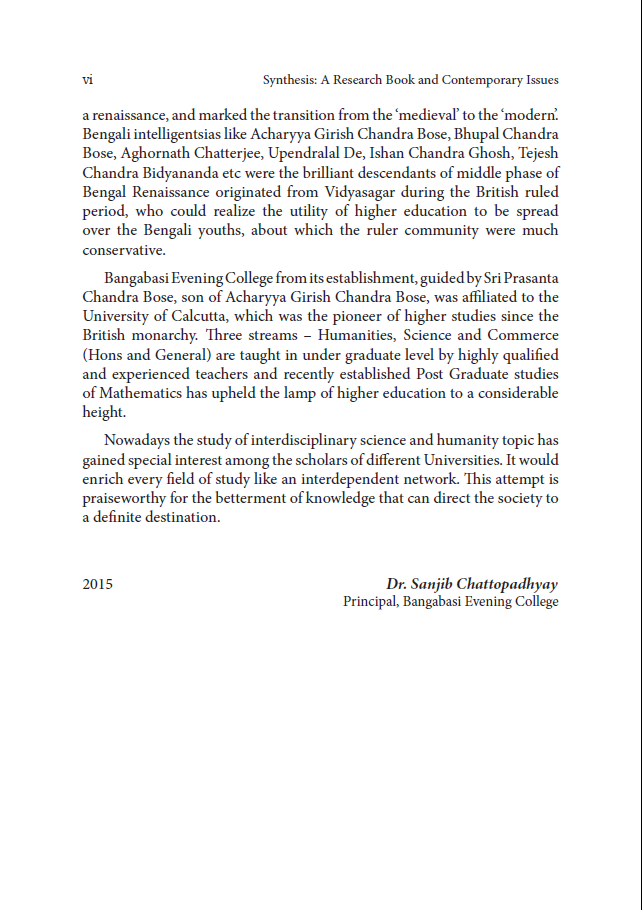 vi Synthesis: A Research Book and Contemporary Issues
a renaissance, and marked the transition from the ‘medieval’ to the ‘modern’.
Bengali intelligentsias like Acharyya Girish Chandra Bose, Bhupal Chandra
Bose, Aghornath Chatterjee, Upendralal De, Ishan Chandra Ghosh, Tejesh
Chandra Bidyananda etc were the brilliant descendants of middle phase of
Bengal Renaissance originated from Vidyasagar during the British ruled
period, who could realize the utility of higher education to be spread
over the Bengali youths, about which the ruler community were much
conservative.
Bangabasi Evening College from its establishment, guided by Sri Prasanta
Chandra Bose, son of Acharyya Girish Chandra Bose, was affiliated to the
University of Calcutta, which was the pioneer of higher studies since the
British monarchy. Three streams – Humanities, Science and Commerce
(Hons and General) are taught in under graduate level by highly qualified
and experienced teachers and recently established Post Graduate studies
of Mathematics has upheld the lamp of higher education to a considerable
height.
Nowadays the study of interdisciplinary science and humanity topic has
gained special interest among the scholars of different Universities. It would
enrich every field of study like an interdependent network. This attempt is
praiseworthy for the betterment of knowledge that can direct the society to
a definite destination.
2015 Dr. Sanjib Chattopadhyay
Principal, Bangabasi Evening College